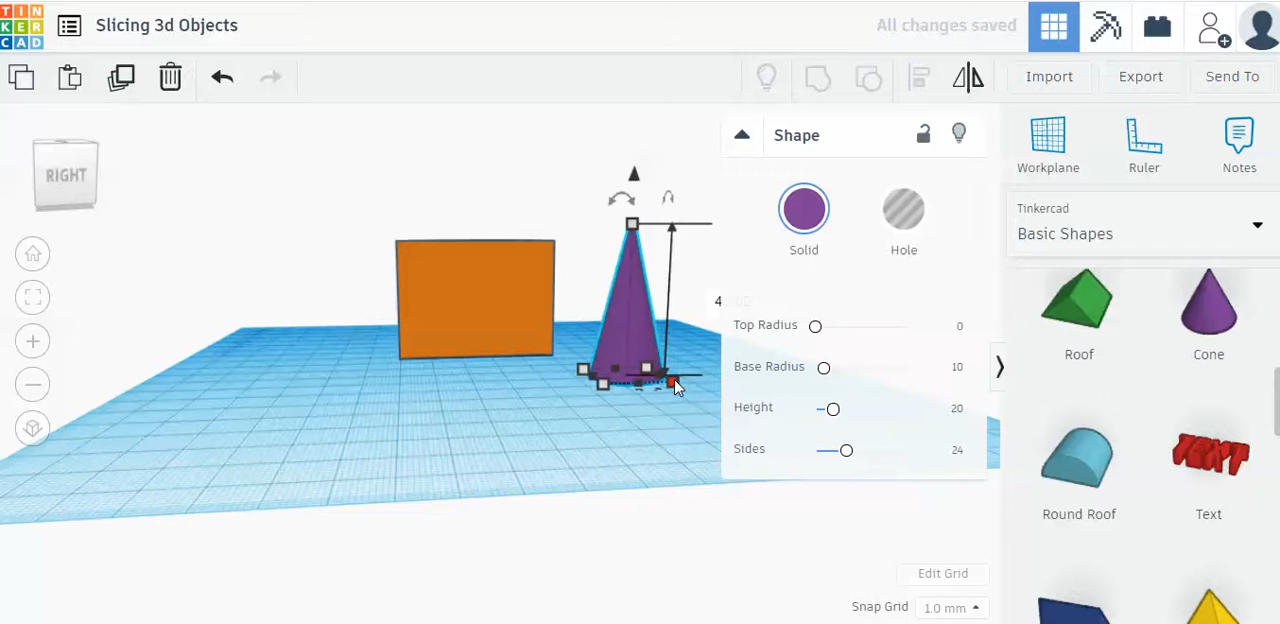 TIN
KER
CAD
Slicing 3d Objects
All changes saved
Import
Export
Send To
RIGHT
Shape
Workplane
Ruler
Notes
Solid
Hole
Tinkercad
Basic Shapes
4
Top Radius 0
Base Radius 10
Height 20
Sides 24
Roof
Cone
TEXT
Round Roof
Text
Edit Grid
Snap Grid 1.0 mm